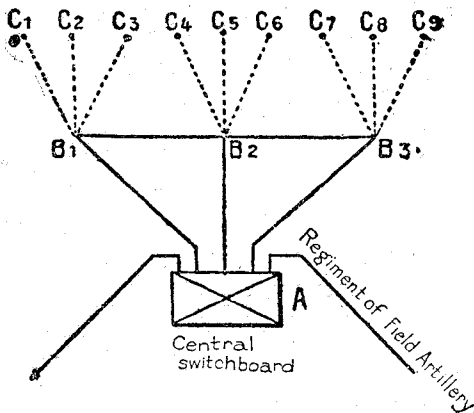 C1 C2 C3 C4 C5 C6 C7 C8 C9
B1 B2 B3
Regiment of Field Artillery
A
Central
switchboard